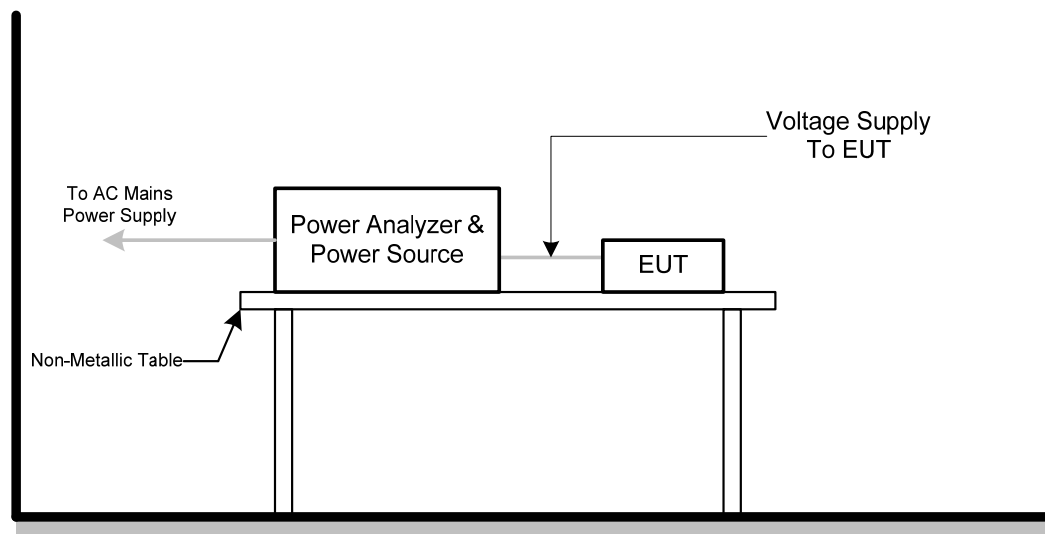 Voltage Supply
To EUT
To AC Mains
Power Supply
Power Analyzer &
Power Source
EUT
Non-Metallic Table